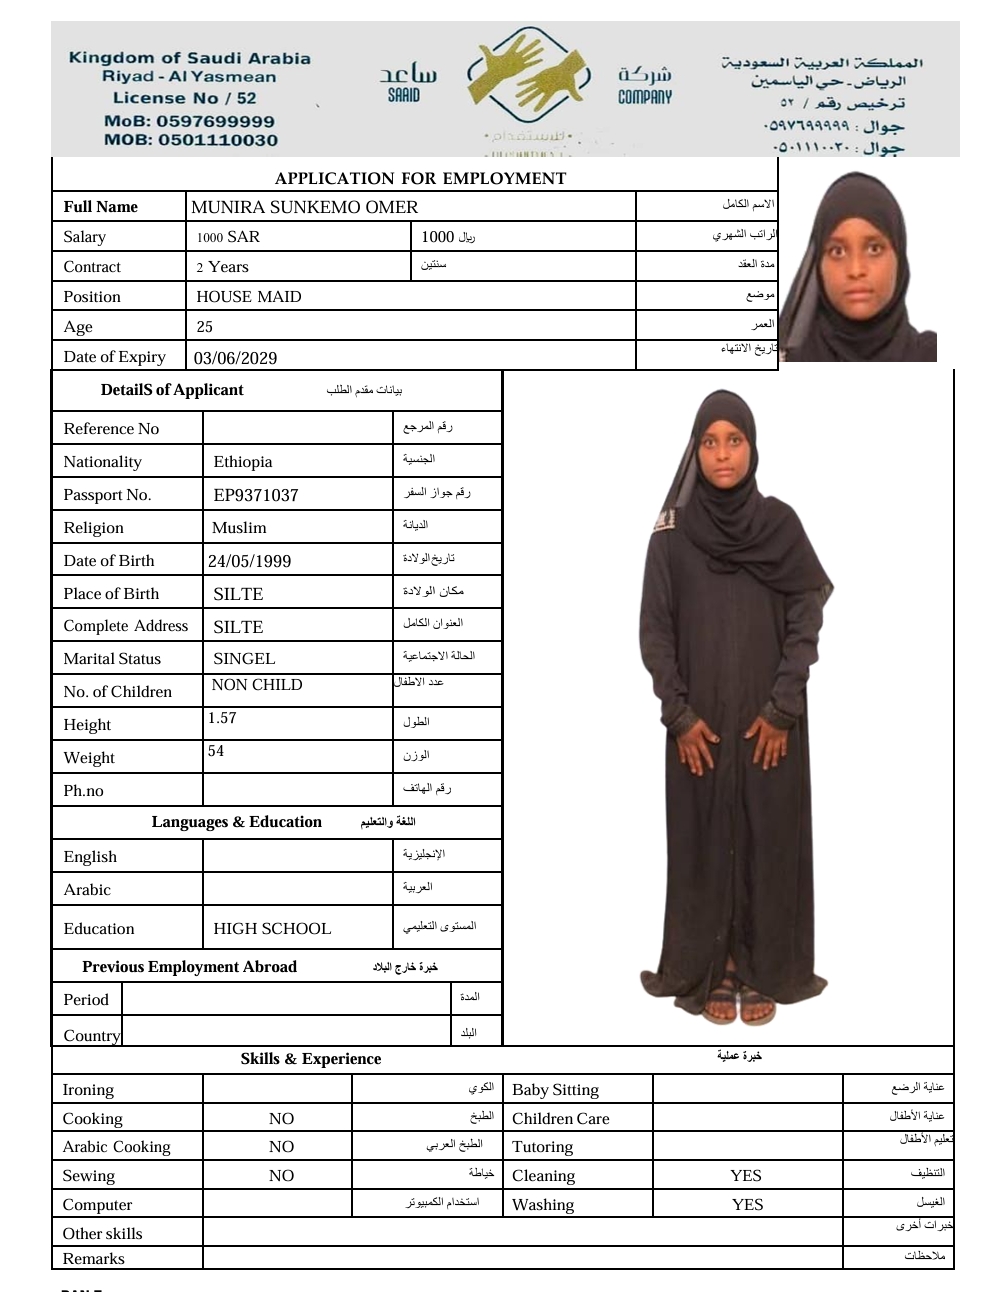 Kingdom of Saudi Arabia
Riyad - Al Yasmean
License No / 52
MoB: 0597699999
MOB: 0501110030
ساعد
SAAID
شركة
COMPANY
للاستقدام
المملكة العربية السعودية
الرياض - حي الياسمين
ترخيص رقم / ٥٢
جوال : ٠٥٩٧٦٩٩٩٩٩
جوال : ٠٥٠١١١٠٠٣٠
APPLICATION FOR EMPLOYMENT
Full Name MUNIRA SUNKEMO OMER الاسم الكامل
Salary 1000 SAR 1000 ريال الراتب الشهري
Contract 2 Years سنتين مدة العقد
Position HOUSE MAID موضع
Age 25 العمر
Date of Expiry 03/06/2029 تاريخ الانتهاء
DetailS of Applicant بيانات مقدم الطلب
Reference No رقم المرجع
Nationality Ethiopia الجنسية
Passport No. EP9371037 رقم جواز السفر
Religion Muslim الديانة
Date of Birth 24/05/1999 تاريخ الولادة
Place of Birth SILTE مكان الولادة
Complete Address SILTE العنوان الكامل
Marital Status SINGEL الحالة الاجتماعية
No. of Children NON CHILD عدد الاطفال
Height 1.57 الطول
Weight 54 الوزن
Ph.no رقم الهاتف
Languages & Education اللغة والتعليم
English الإنجليزية
Arabic العربية
Education HIGH SCHOOL المستوى التعليمي
Previous Employment Abroad خبرة خارج البلاد
Period المدة
Country البلد
Skills & Experience خبرة عملية
Ironing الكوي Baby Sitting عناية الرضع
Cooking NO الطبخ Children Care عناية الأطفال
Arabic Cooking NO الطبخ العربي Tutoring تعليم الأطفال
Sewing NO خياطة Cleaning YES التنظيف
Computer استخدام الكمبيوتر Washing YES الغيسل
Other skills خبرات أخرى
Remarks ملاحظات